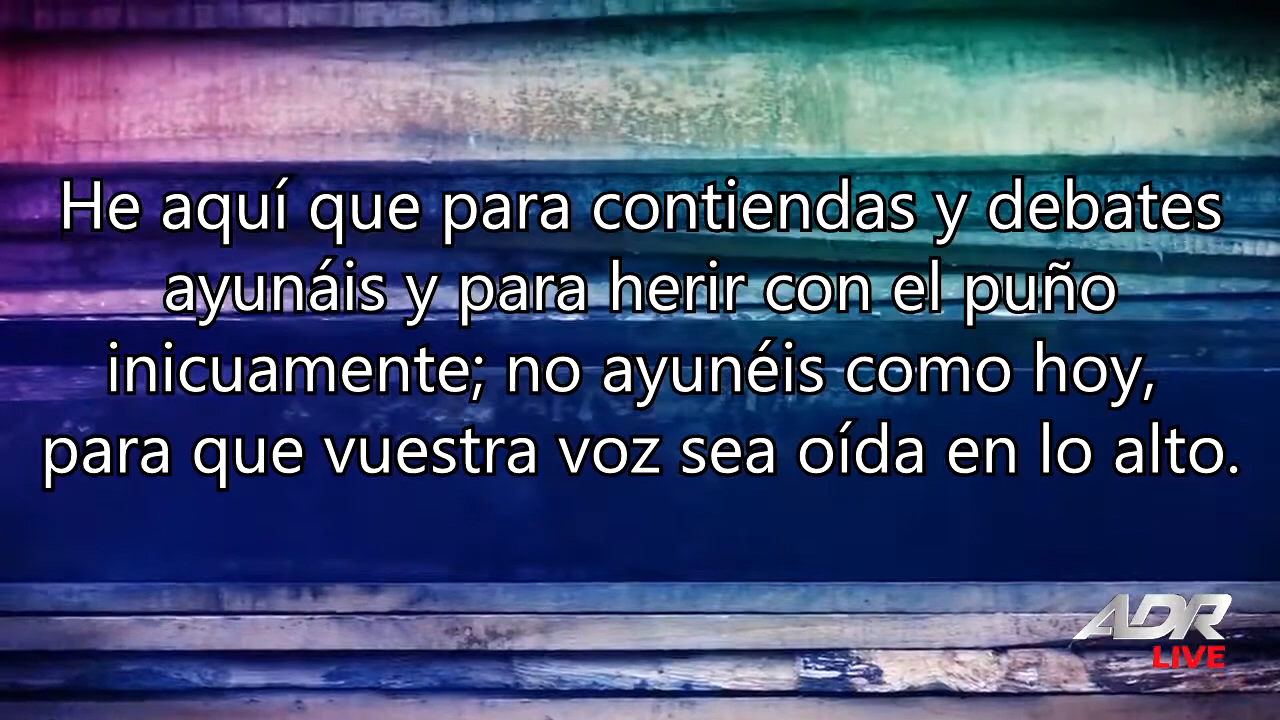 He aquí que para contiendas y debates
ayunáis y para herir con el puño
inicuamente; no ayunéis como hoy,
para que vuestra voz sea oída en lo alto.
ADR
LIVE